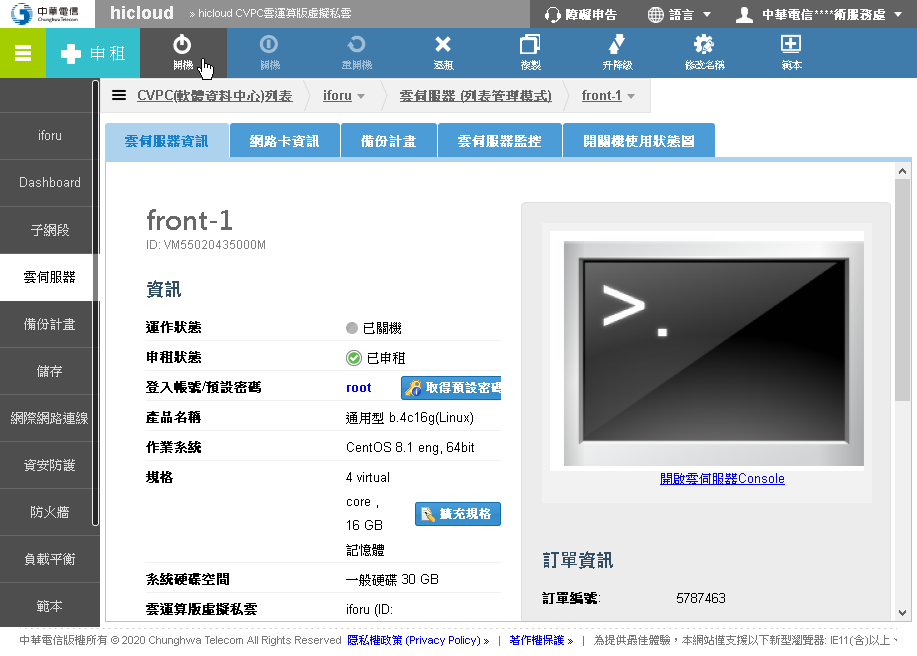 中華電信
Chunghwa Telecom
hicloud
» hicloud CVPC雲運算版虛擬私雲
障礙申告
語言
中華電信****術服務處
申租
開機
關機
重開機
退租
複製
升降級
修改名稱
範本
CVPC(軟體資料中心)列表
iforu
雲伺服器 (列表管理模式)
front-1
iforu
Dashboard
子網段
雲伺服器
備份計畫
儲存
網際網路連線
資安防護
防火牆
負載平衡
範本
雲伺服器資訊
網路卡資訊
備份計畫
雲伺服器監控
開關機使用狀態圖
front-1
ID: VM55020435000M
資訊
運作狀態
已關機
申租狀態
已申租
登入帳號/預設密碼
root
取得預設密碼
產品名稱
通用型 b.4c16g(Linux)
作業系統
CentOS 8.1 eng, 64bit
規格
4 virtual
core ,
16 GB
記憶體
擴充規格
系統硬碟空間
一般硬碟 30 GB
雲運算版虛擬私雲
iforu (ID:
>.
開啟雲伺服器Console
訂單資訊
訂單編號:
5787463
中華電信版權所有 © 2020 Chunghwa Telecom All Rights Reserved 隱私權政策 (Privacy Policy) » | 著作權保護 » | 為提供最佳體驗，本網站僅支援以下新型瀏覽器: IE11(含)以上、